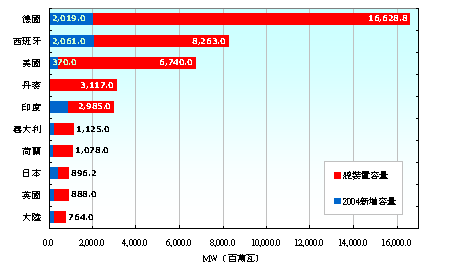 德國 2,019.0 16,628.8
西班牙 2,061.0 8,263.0
美國 370.0 6,740.0
丹麥 3,117.0
印度 2,985.0
義大利 1,125.0
荷蘭 1,078.0
日本 896.2
英國 888.0
大陸 764.0
總裝置容量
2004新增容量
0.0 2,000.0 4,000.0 6,000.0 8,000.0 10,000.0 12,000.0 14,000.0 16,000.0
MW（百萬瓦）